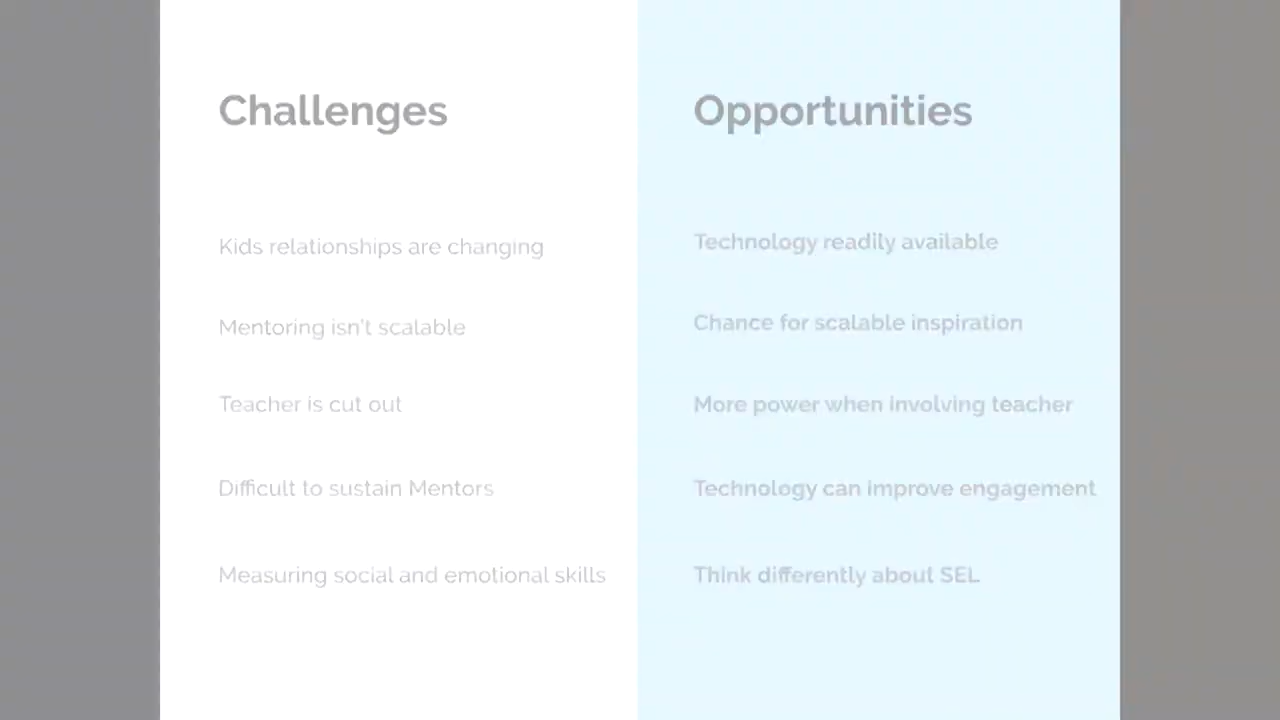 Challenges
Kids relationships are changing
Mentoring isn't scalable
Teacher is cut out
Difficult to sustain Mentors
Measuring social and emotional skills
Opportunities
Technology readily available
Chance for scalable inspiration
More power when involving teacher
Technology can improve engagement
Think differently about SEL